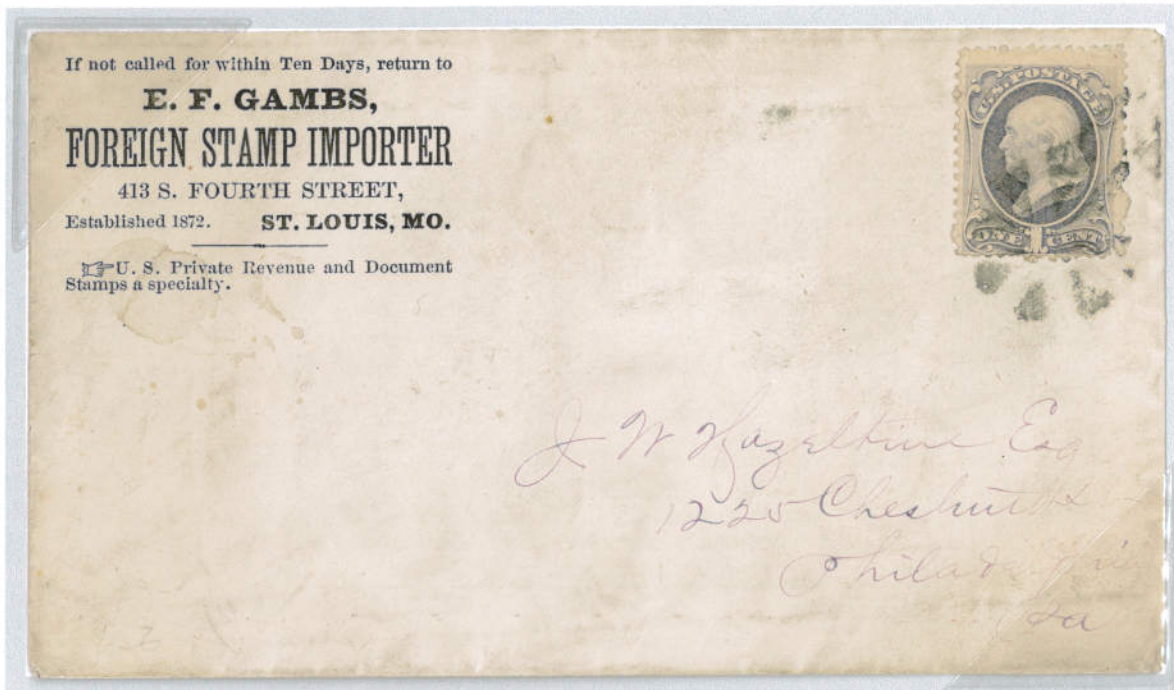 If not called for within Ten Days, return to
E. F. GAMBS,
FOREIGN STAMP IMPORTER
413 S. FOURTH STREET,
Established 1872. ST. LOUIS, MO.
☞U. S. Private Revenue and Document
Stamps a specialty.
U.S. POSTAGE
ONE 1 CENT
J W Hazeltine Esq
1225 Chestnut St
Philadelphia
Pa